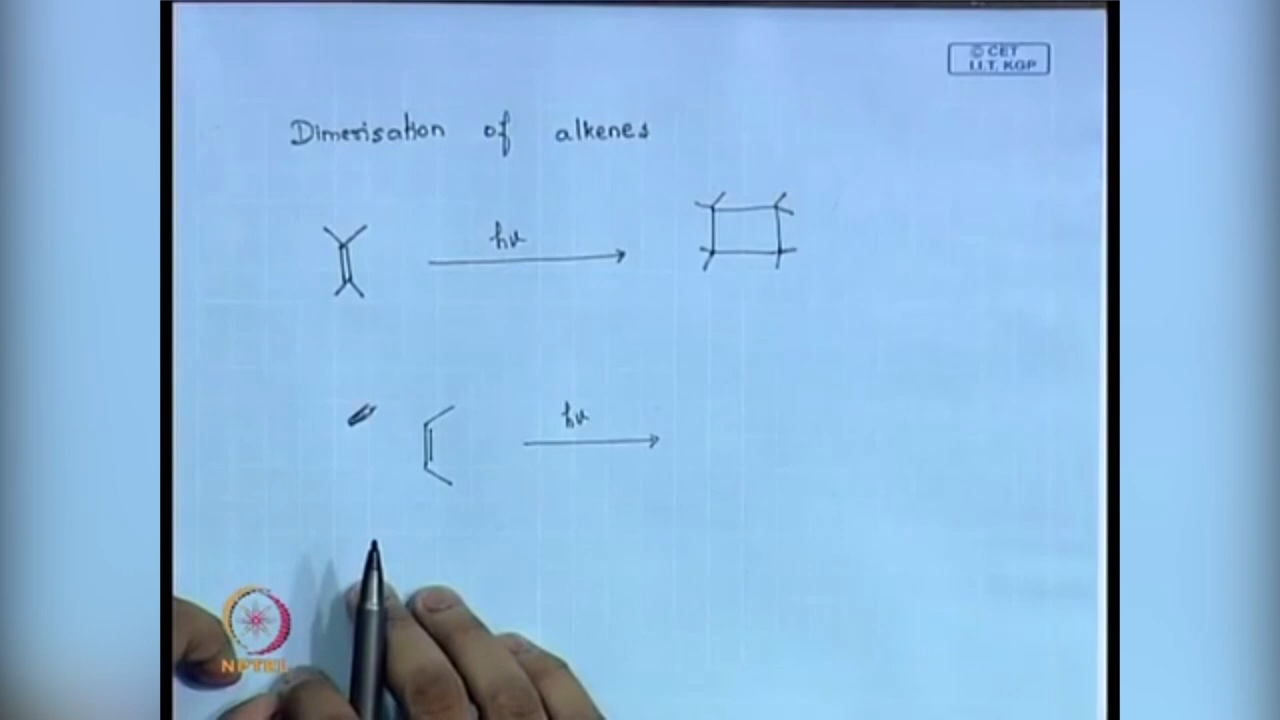 © CET
I.I.T. KGP
Dimerisation of alkenes
hν
hν
NPTEL